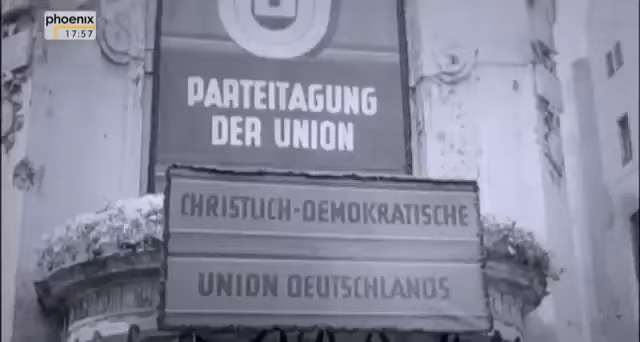 phoenix
17:57
PARTEITAGUNG
DER UNION
CHRISTLICH-DEMOKRATISCHE
UNION DEUTSCHLANDS